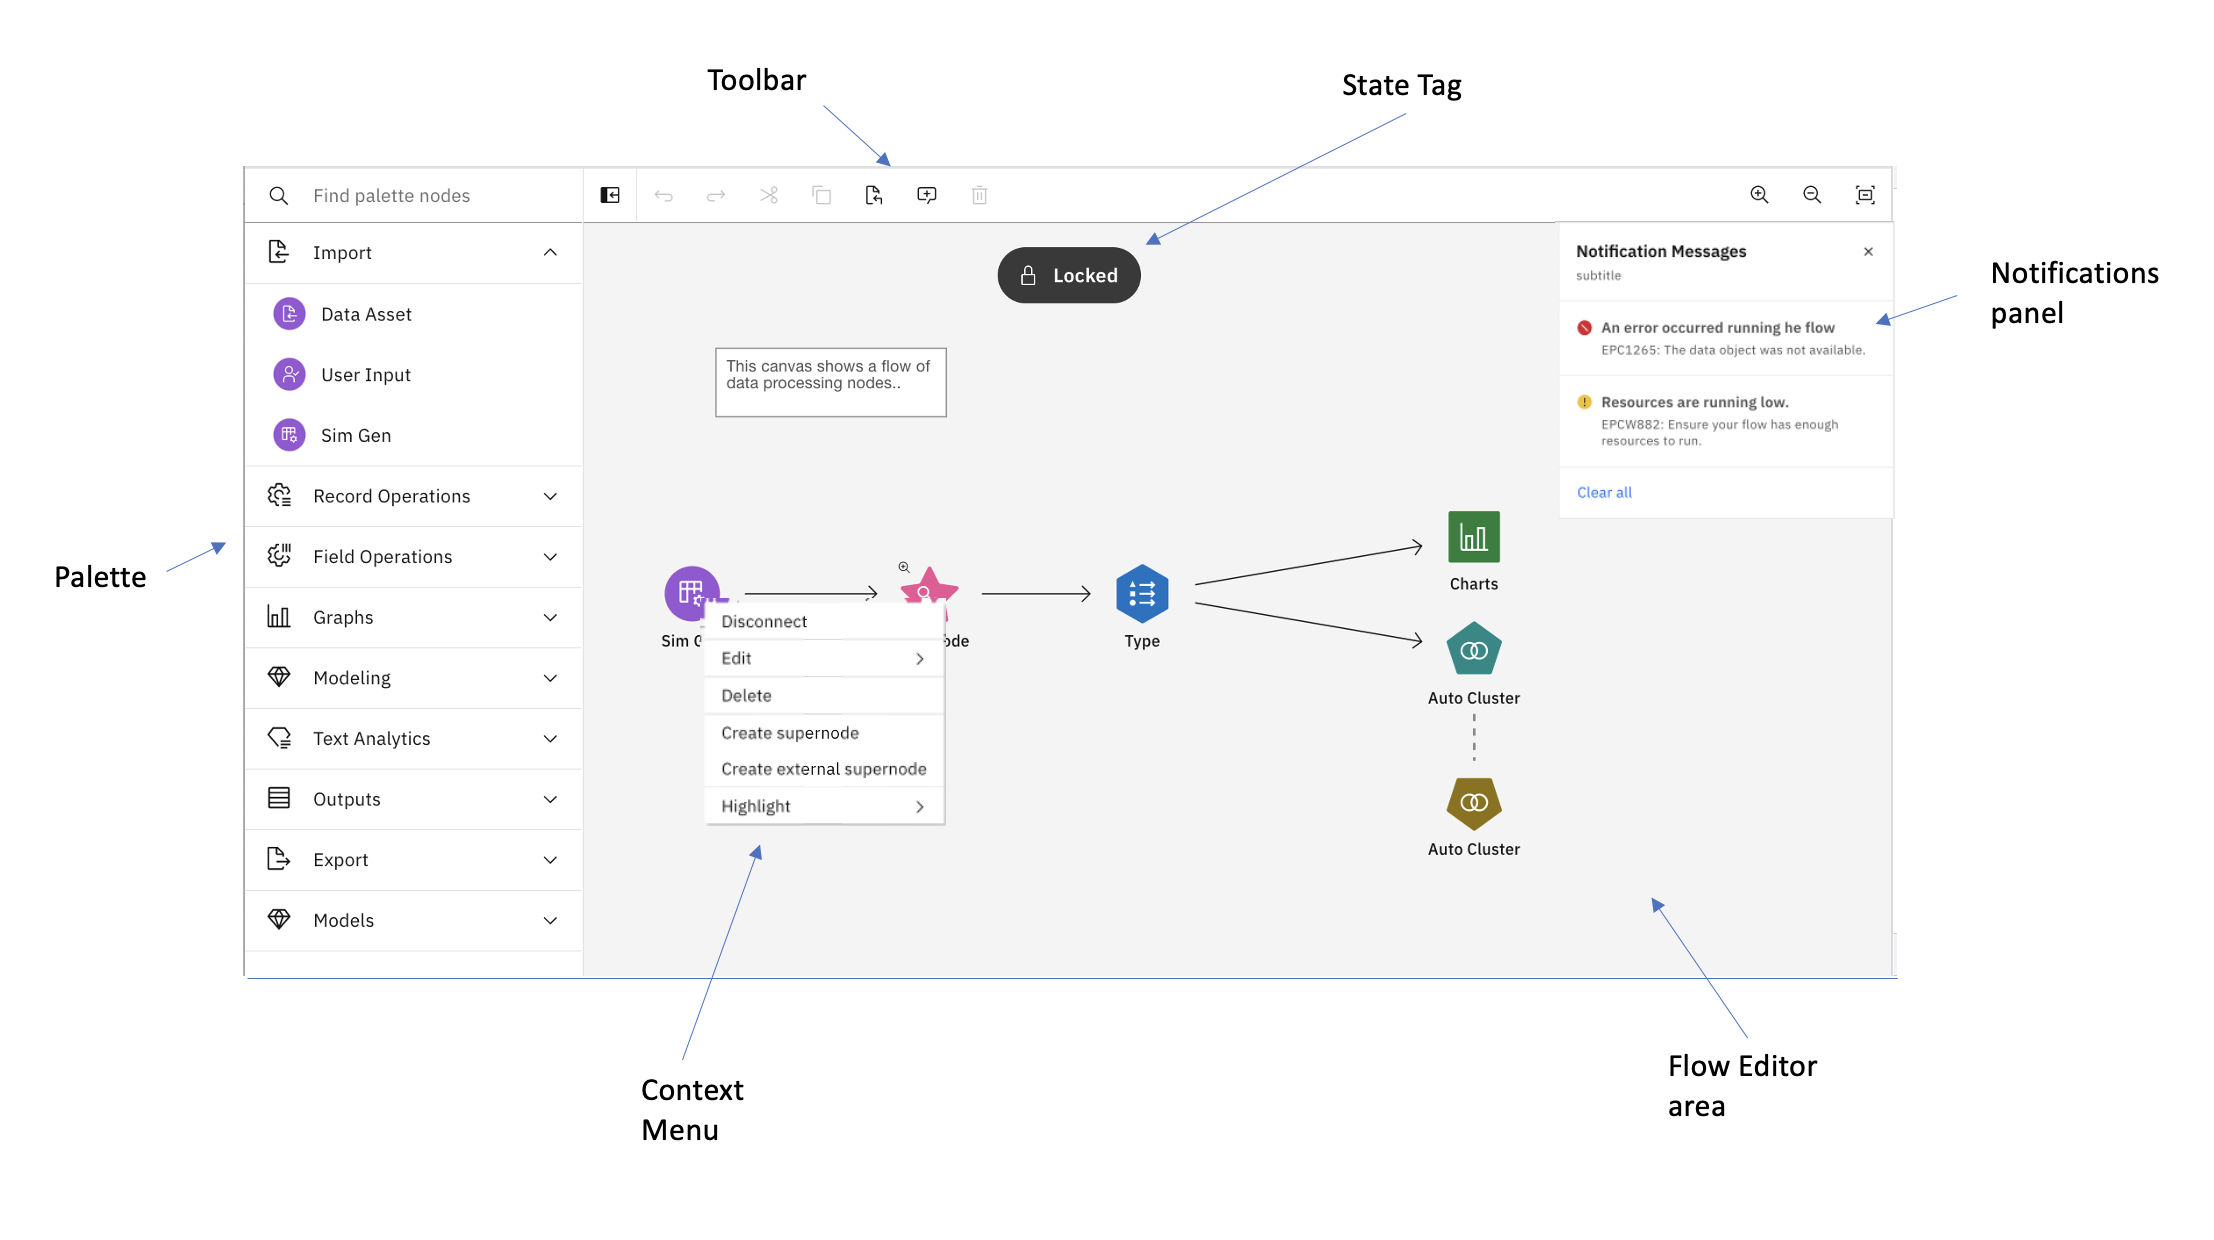 Toolbar
State Tag
Find palette nodes
Import
Data Asset
User Input
Sim Gen
Record Operations
Field Operations
Graphs
Modeling
Text Analytics
Outputs
Export
Models
Palette
Locked
This canvas shows a flow of
data processing nodes..
Notification Messages
subtitle
An error occurred running he flow
EPC1265: The data object was not available.
Resources are running low.
EPCW882: Ensure your flow has enough
resources to run.
Clear all
Notifications
panel
Sim
Type
Charts
Auto Cluster
Auto Cluster
Disconnect
Edit
Delete
Create supernode
Create external supernode
Highlight
Context
Menu
Flow Editor
area